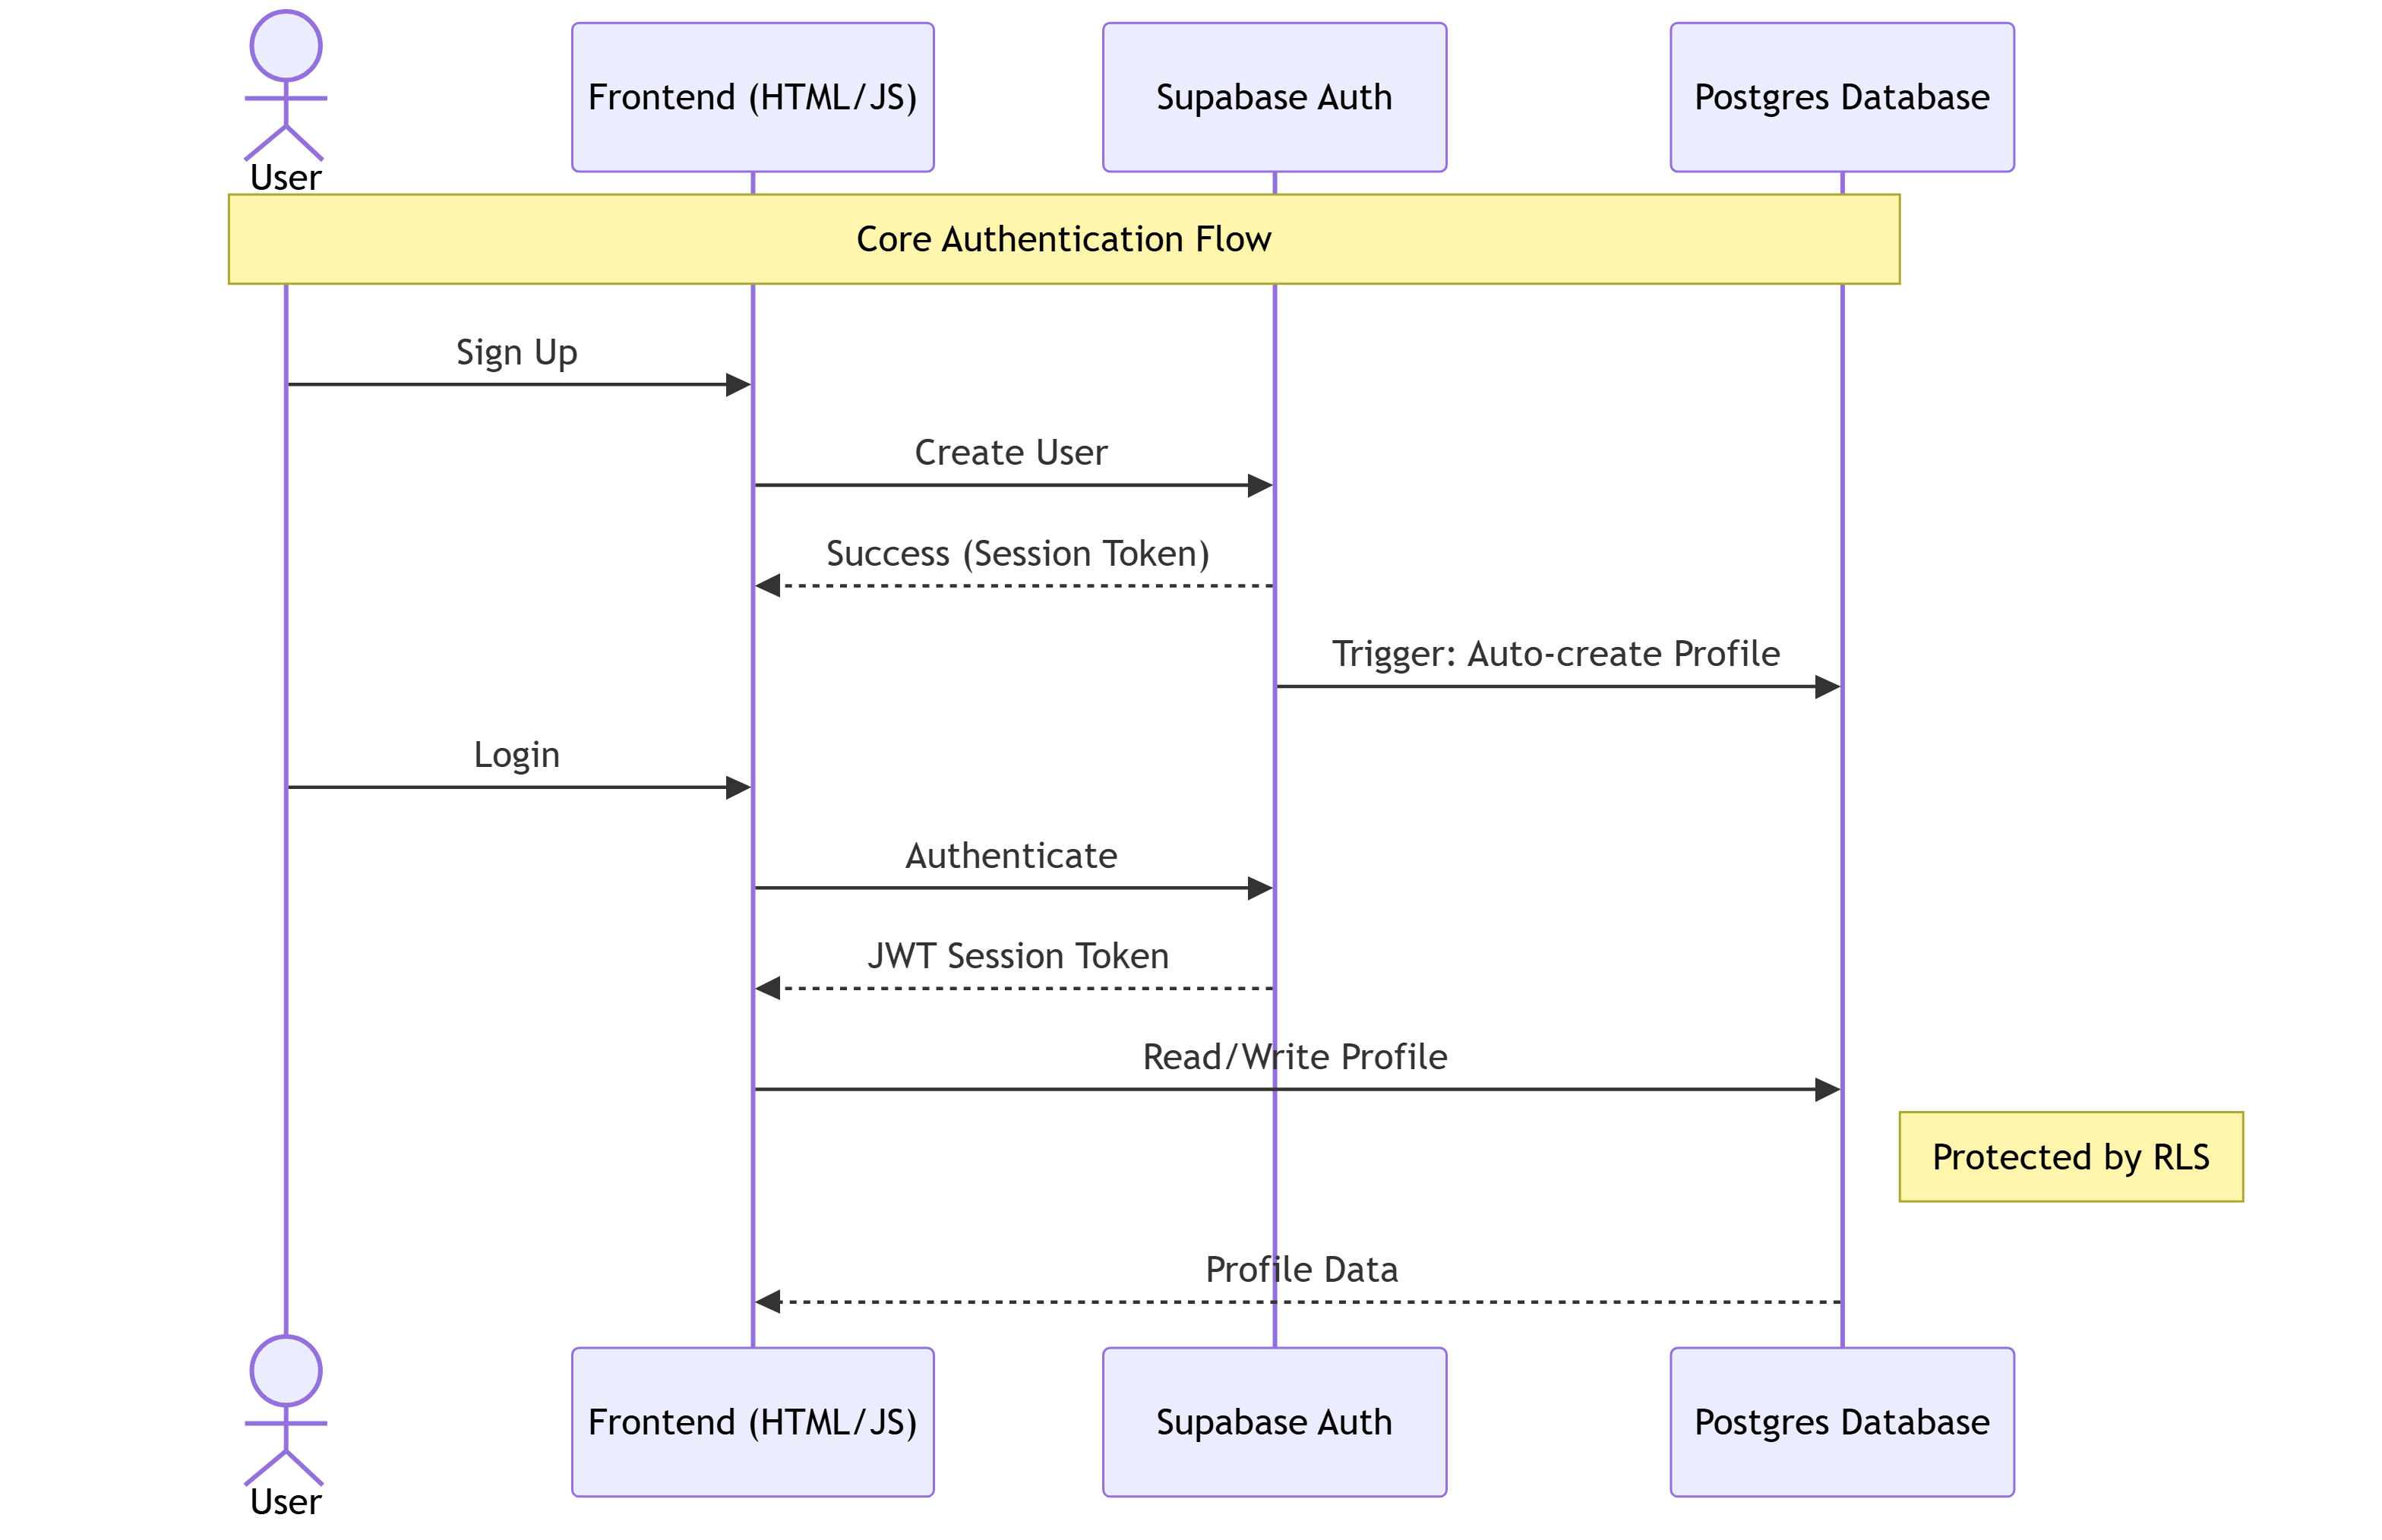 Frontend (HTML/JS)
Supabase Auth
Postgres Database
User
Core Authentication Flow
Sign Up
Create User
Success (Session Token)
Trigger: Auto-create Profile
Login
Authenticate
JWT Session Token
Read/Write Profile
Protected by RLS
Profile Data
Frontend (HTML/JS)
Supabase Auth
Postgres Database
User